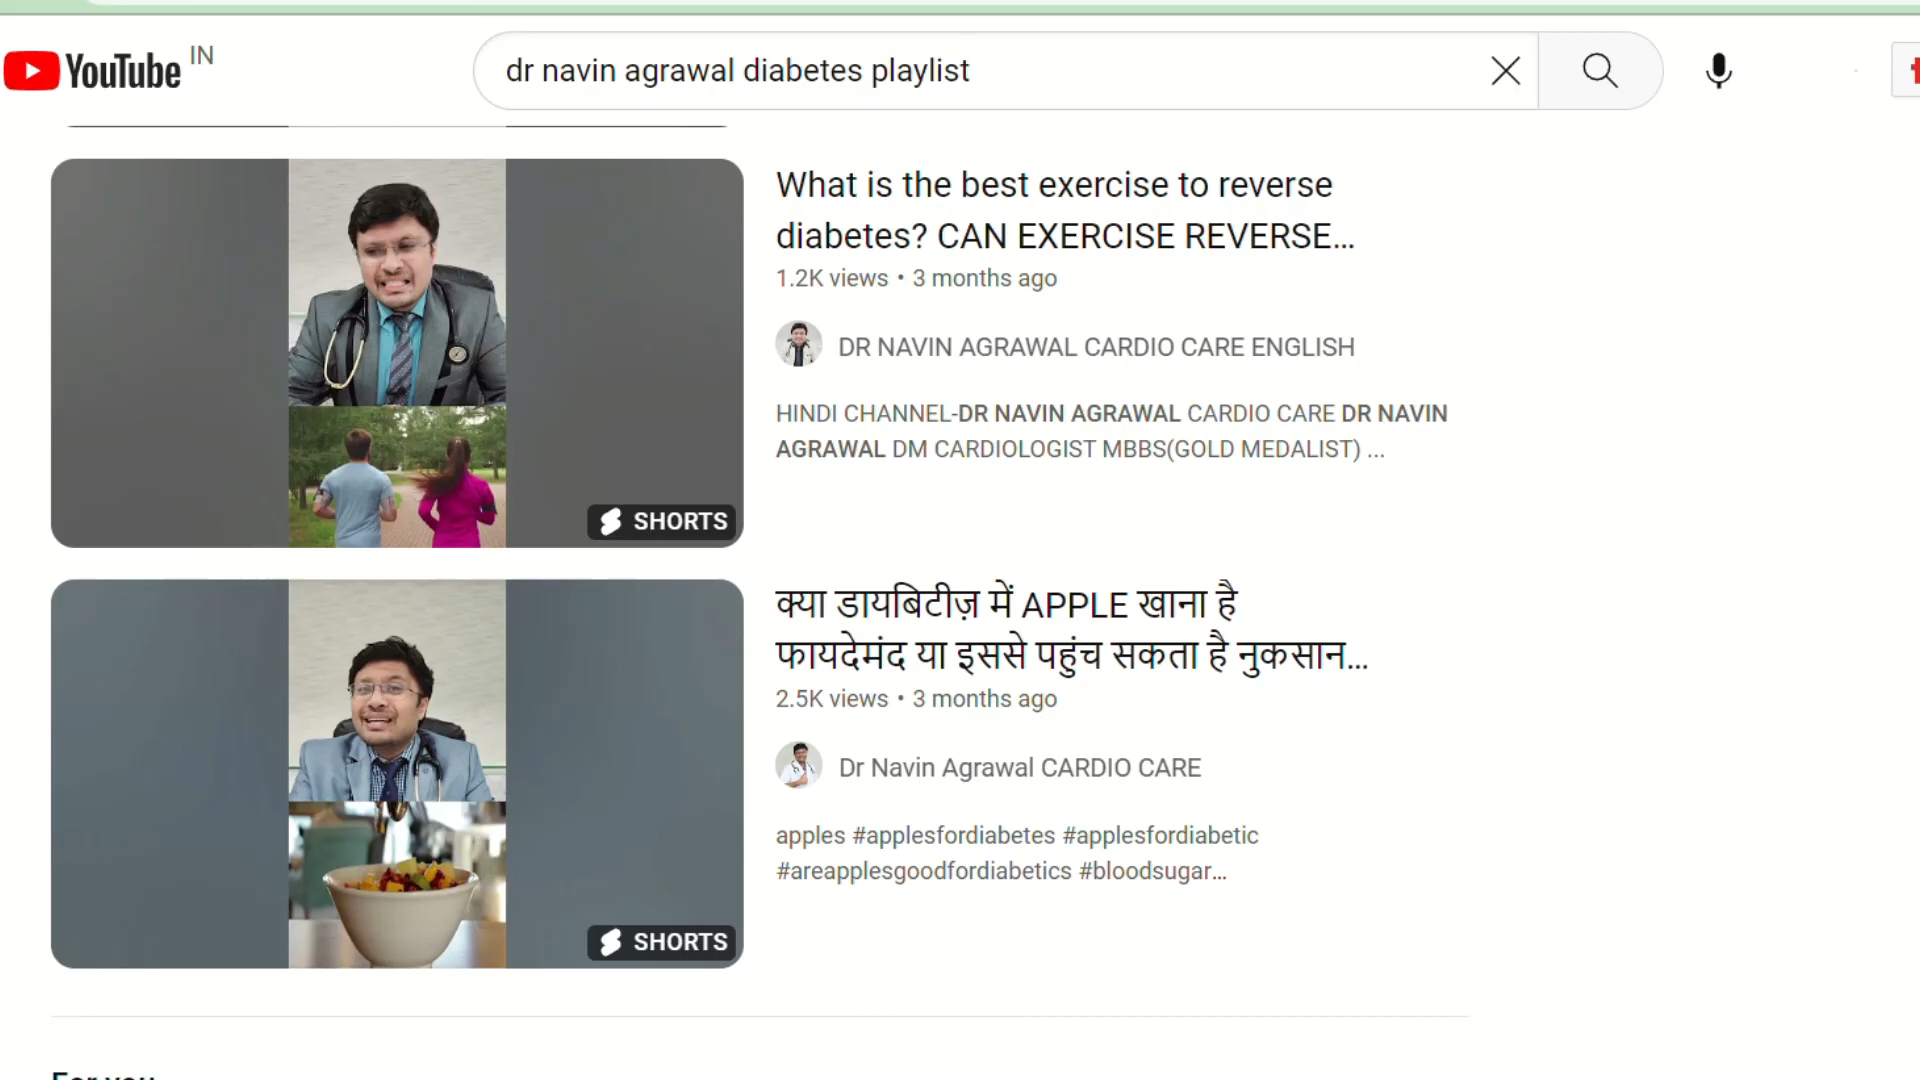 YouTube IN
dr navin agrawal diabetes playlist
What is the best exercise to reverse
diabetes? CAN EXERCISE REVERSE...
1.2K views • 3 months ago
DR NAVIN AGRAWAL CARDIO CARE ENGLISH
HINDI CHANNEL-DR NAVIN AGRAWAL CARDIO CARE DR NAVIN
AGRAWAL DM CARDIOLOGIST MBBS(GOLD MEDALIST) ...
SHORTS
क्या डायबिटीज़ में APPLE खाना है
फायदेमंद या इससे पहुंच सकता है नुकसान...
2.5K views • 3 months ago
Dr Navin Agrawal CARDIO CARE
apples #applesfordiabetes #applesfordiabetic
#areapplesgoodfordiabetics #bloodsugar...
SHORTS
For you